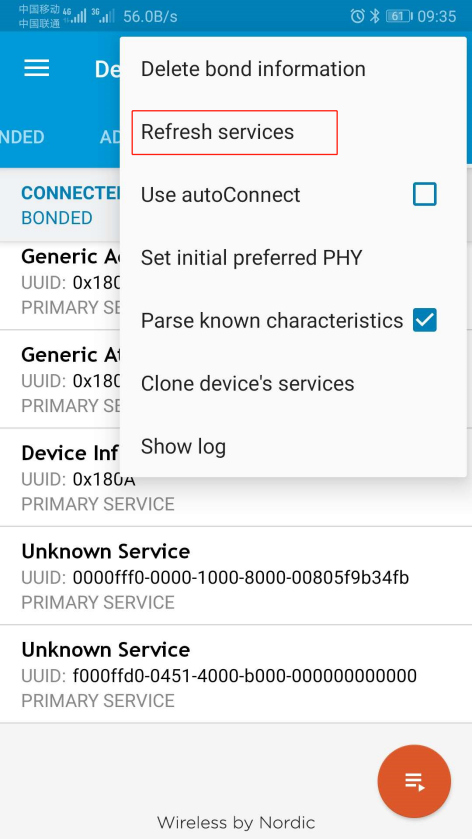 中国移动 4G 3G 56.0B/s 61 09:35
中国联通
De
NDED AD
CONNECTE
BONDED
Delete bond information
Refresh services
Use autoConnect
Set initial preferred PHY
Parse known characteristics
Clone device's services
Show log
Generic A
UUID: 0x180
PRIMARY SE
Generic At
UUID: 0x180
PRIMARY SE
Device Inf
UUID: 0x180A
PRIMARY SERVICE
Unknown Service
UUID: 0000fff0-0000-1000-8000-00805f9b34fb
PRIMARY SERVICE
Unknown Service
UUID: f000ffd0-0451-4000-b000-000000000000
PRIMARY SERVICE
Wireless by Nordic